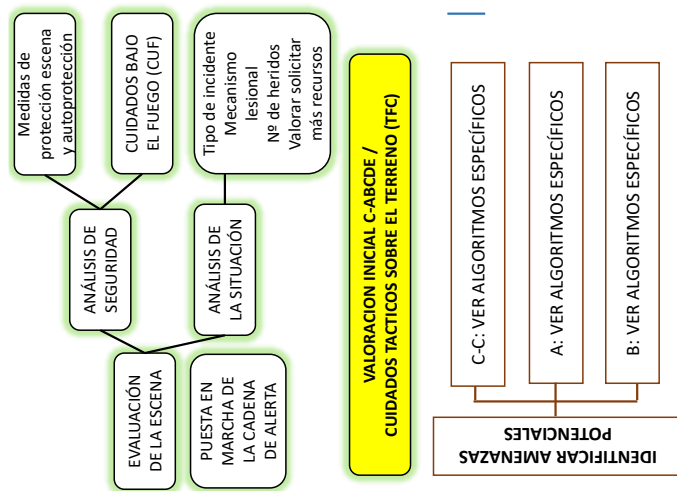 EVALUACIÓN
DE LA ESCENA
ANÁLISIS DE
SEGURIDAD
Medidas de
protección escena
y autoprotección
CUIDADOS BAJO
EL FUEGO (CUF)
ANÁLISIS DE
LA SITUACIÓN
Tipo de incidente
Mecanismo
lesional
Nº de heridos
Valorar solicitar
más recursos
PUESTA EN
MARCHA DE
LA CADENA
DE ALERTA
VALORACION INICIAL C-ABCDE /
CUIDADOS TACTICOS SOBRE EL TERRENO (TFC)
IDENTIFICAR AMENAZAS
POTENCIALES
C-C: VER ALGORITMOS ESPECÍFICOS
A: VER ALGORITMOS ESPECÍFICOS
B: VER ALGORITMOS ESPECÍFICOS